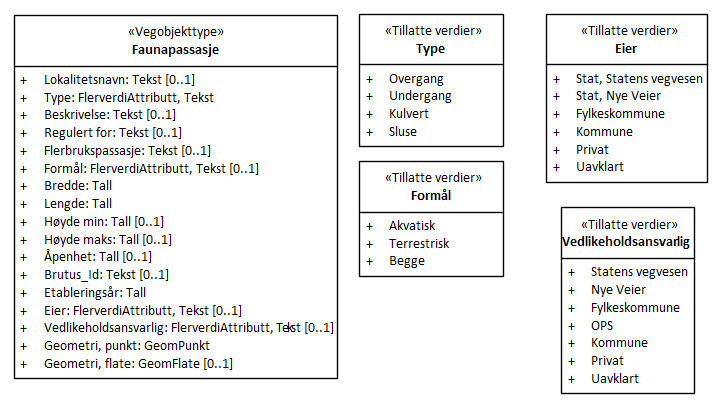 «Vegobjekttype»
Faunapassasje
+ Lokalitetsnavn: Tekst [0..1]
+ Type: FlerverdiAttributt, Tekst
+ Beskrivelse: Tekst [0..1]
+ Regulert for: Tekst [0..1]
+ Flerbrukspassasje: Tekst [0..1]
+ Formål: FlerverdiAttributt, Tekst [0..1]
+ Bredde: Tall
+ Lengde: Tall
+ Høyde min: Tall [0..1]
+ Høyde maks: Tall [0..1]
+ Åpenhet: Tall [0..1]
+ Brutus_Id: Tekst [0..1]
+ Etableringsår: Tall
+ Eier: FlerverdiAttributt, Tekst [0..1]
+ Vedlikeholdsansvarlig: FlerverdiAttributt, Tekst [0..1]
+ Geometri, punkt: GeomPunkt
+ Geometri, flate: GeomFlate [0..1]
«Tillatte verdier»
Type
+ Overgang
+ Undergang
+ Kulvert
+ Sluse
«Tillatte verdier»
Formål
+ Akvatisk
+ Terrestrisk
+ Begge
«Tillatte verdier»
Eier
+ Stat, Statens vegvesen
+ Stat, Nye Veier
+ Fylkeskommune
+ Kommune
+ Privat
+ Uavklart
«Tillatte verdier»
Vedlikeholdsansvarlig
+ Statens vegvesen
+ Nye Veier
+ Fylkeskommune
+ OPS
+ Kommune
+ Privat
+ Uavklart